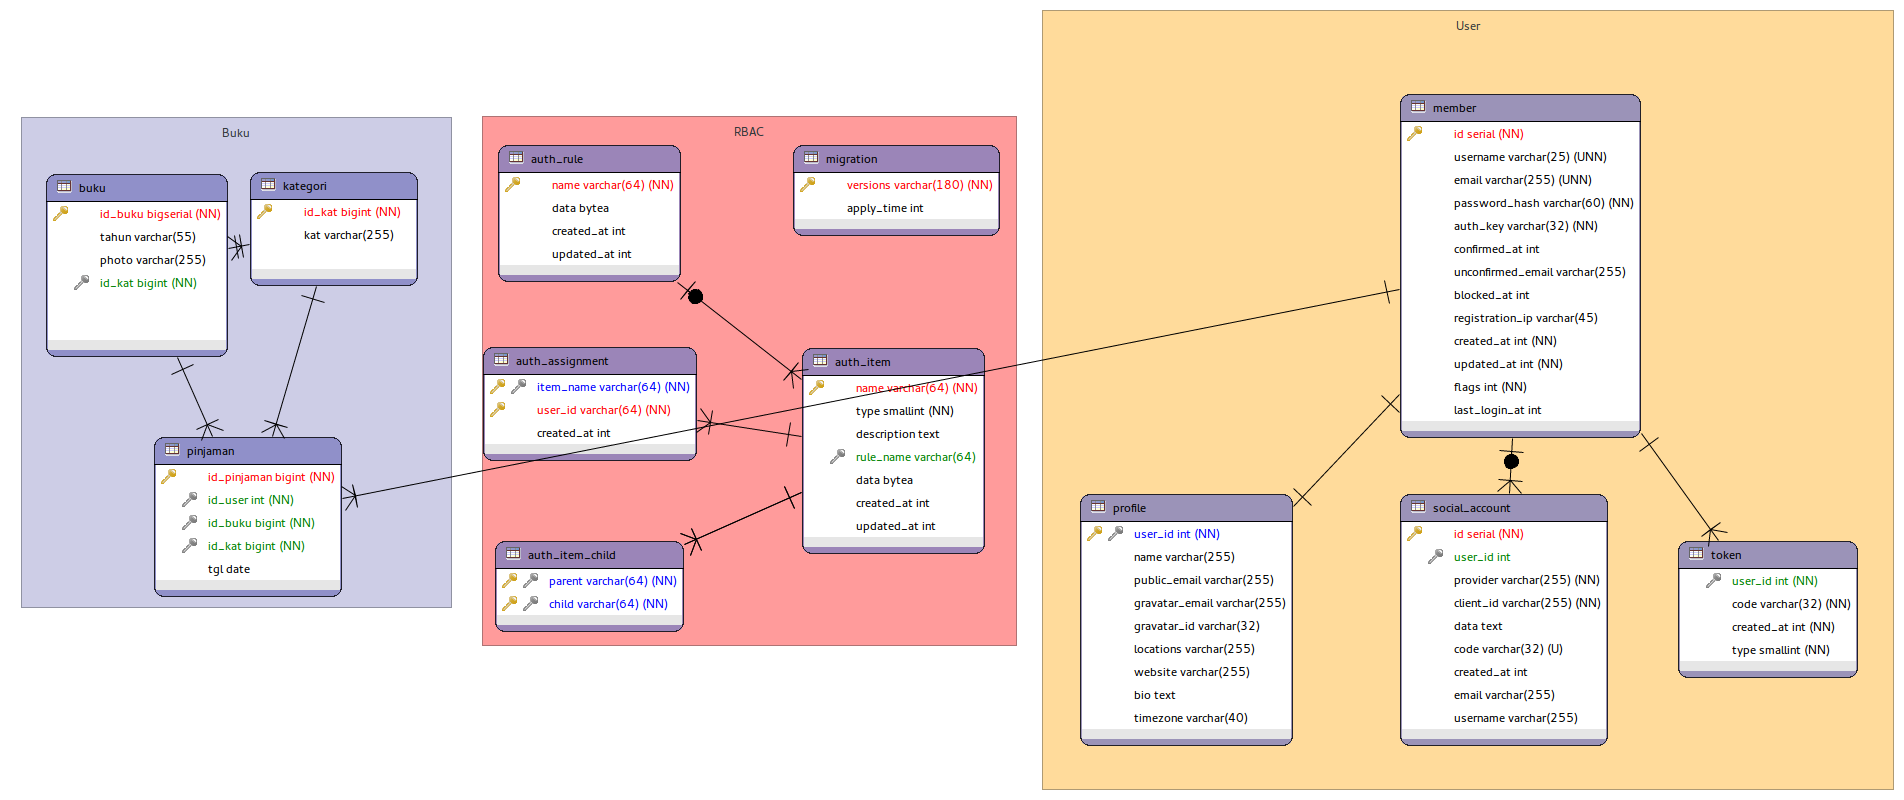 Buku
buku
id_buku bigserial (NN)
tahun varchar(55)
photo varchar(255)
id_kat bigint (NN)
kategori
id_kat bigint (NN)
kat varchar(255)
pinjaman
id_pinjaman bigint (NN)
id_user int (NN)
id_buku bigint (NN)
id_kat bigint (NN)
tgl date
RBAC
auth_rule
name varchar(64) (NN)
data bytea
created_at int
updated_at int
migration
versions varchar(180) (NN)
apply_time int
auth_assignment
item_name varchar(64) (NN)
user_id varchar(64) (NN)
created_at int
auth_item
name varchar(64) (NN)
type smallint (NN)
description text
rule_name varchar(64)
data bytea
created_at int
updated_at int
auth_item_child
parent varchar(64) (NN)
child varchar(64) (NN)
User
member
id serial (NN)
username varchar(25) (UNN)
email varchar(255) (UNN)
password_hash varchar(60) (NN)
auth_key varchar(32) (NN)
confirmed_at int
unconfirmed_email varchar(255)
blocked_at int
registration_ip varchar(45)
created_at int (NN)
updated_at int (NN)
flags int (NN)
last_login_at int
profile
user_id int (NN)
name varchar(255)
public_email varchar(255)
gravatar_email varchar(255)
gravatar_id varchar(32)
locations varchar(255)
website varchar(255)
bio text
timezone varchar(40)
social_account
id serial (NN)
user_id int
provider varchar(255) (NN)
client_id varchar(255) (NN)
data text
code varchar(32) (U)
created_at int
email varchar(255)
username varchar(255)
token
user_id int (NN)
code varchar(32) (NN)
created_at int (NN)
type smallint (NN)